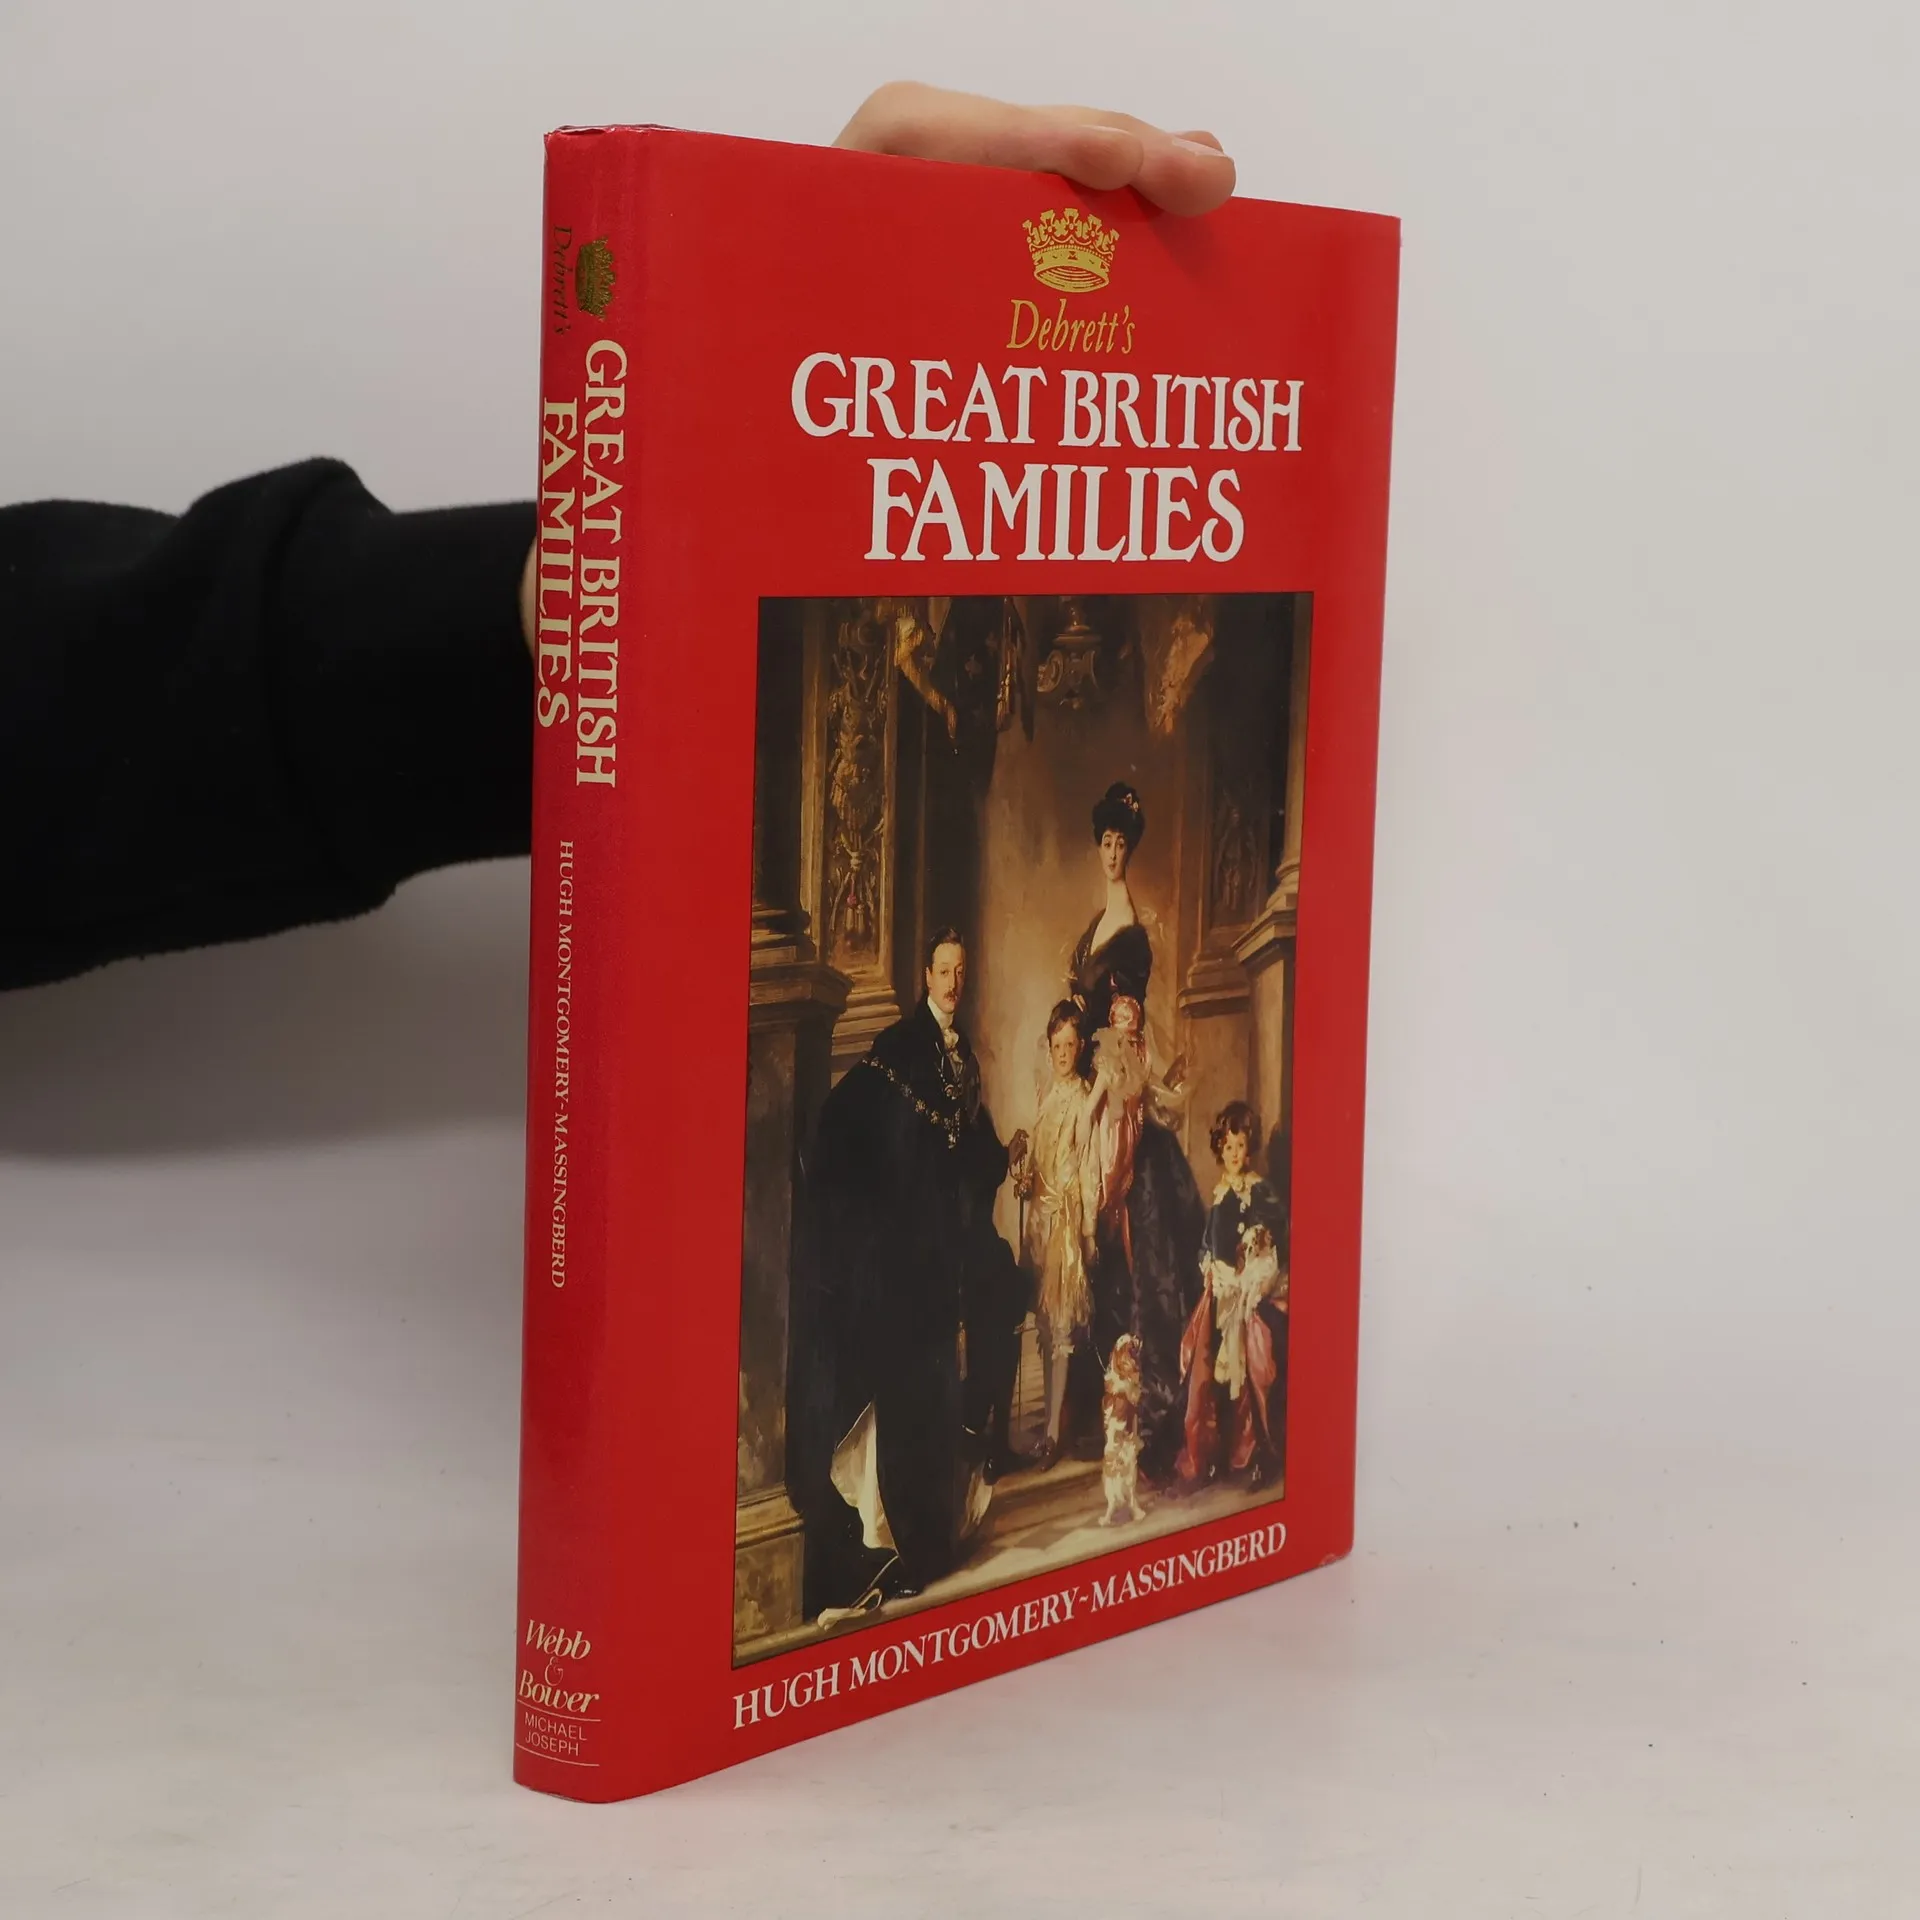 Debrett's
GREAT BRITISH
FAMILIES
HUGH MONTGOMERY-MASSINGBERD
Debrett's
GREAT BRITISH
FAMILIES
HUGH MONTGOMERY-MASSINGBERD
Webb
&
Bower
MICHAEL
JOSEPH